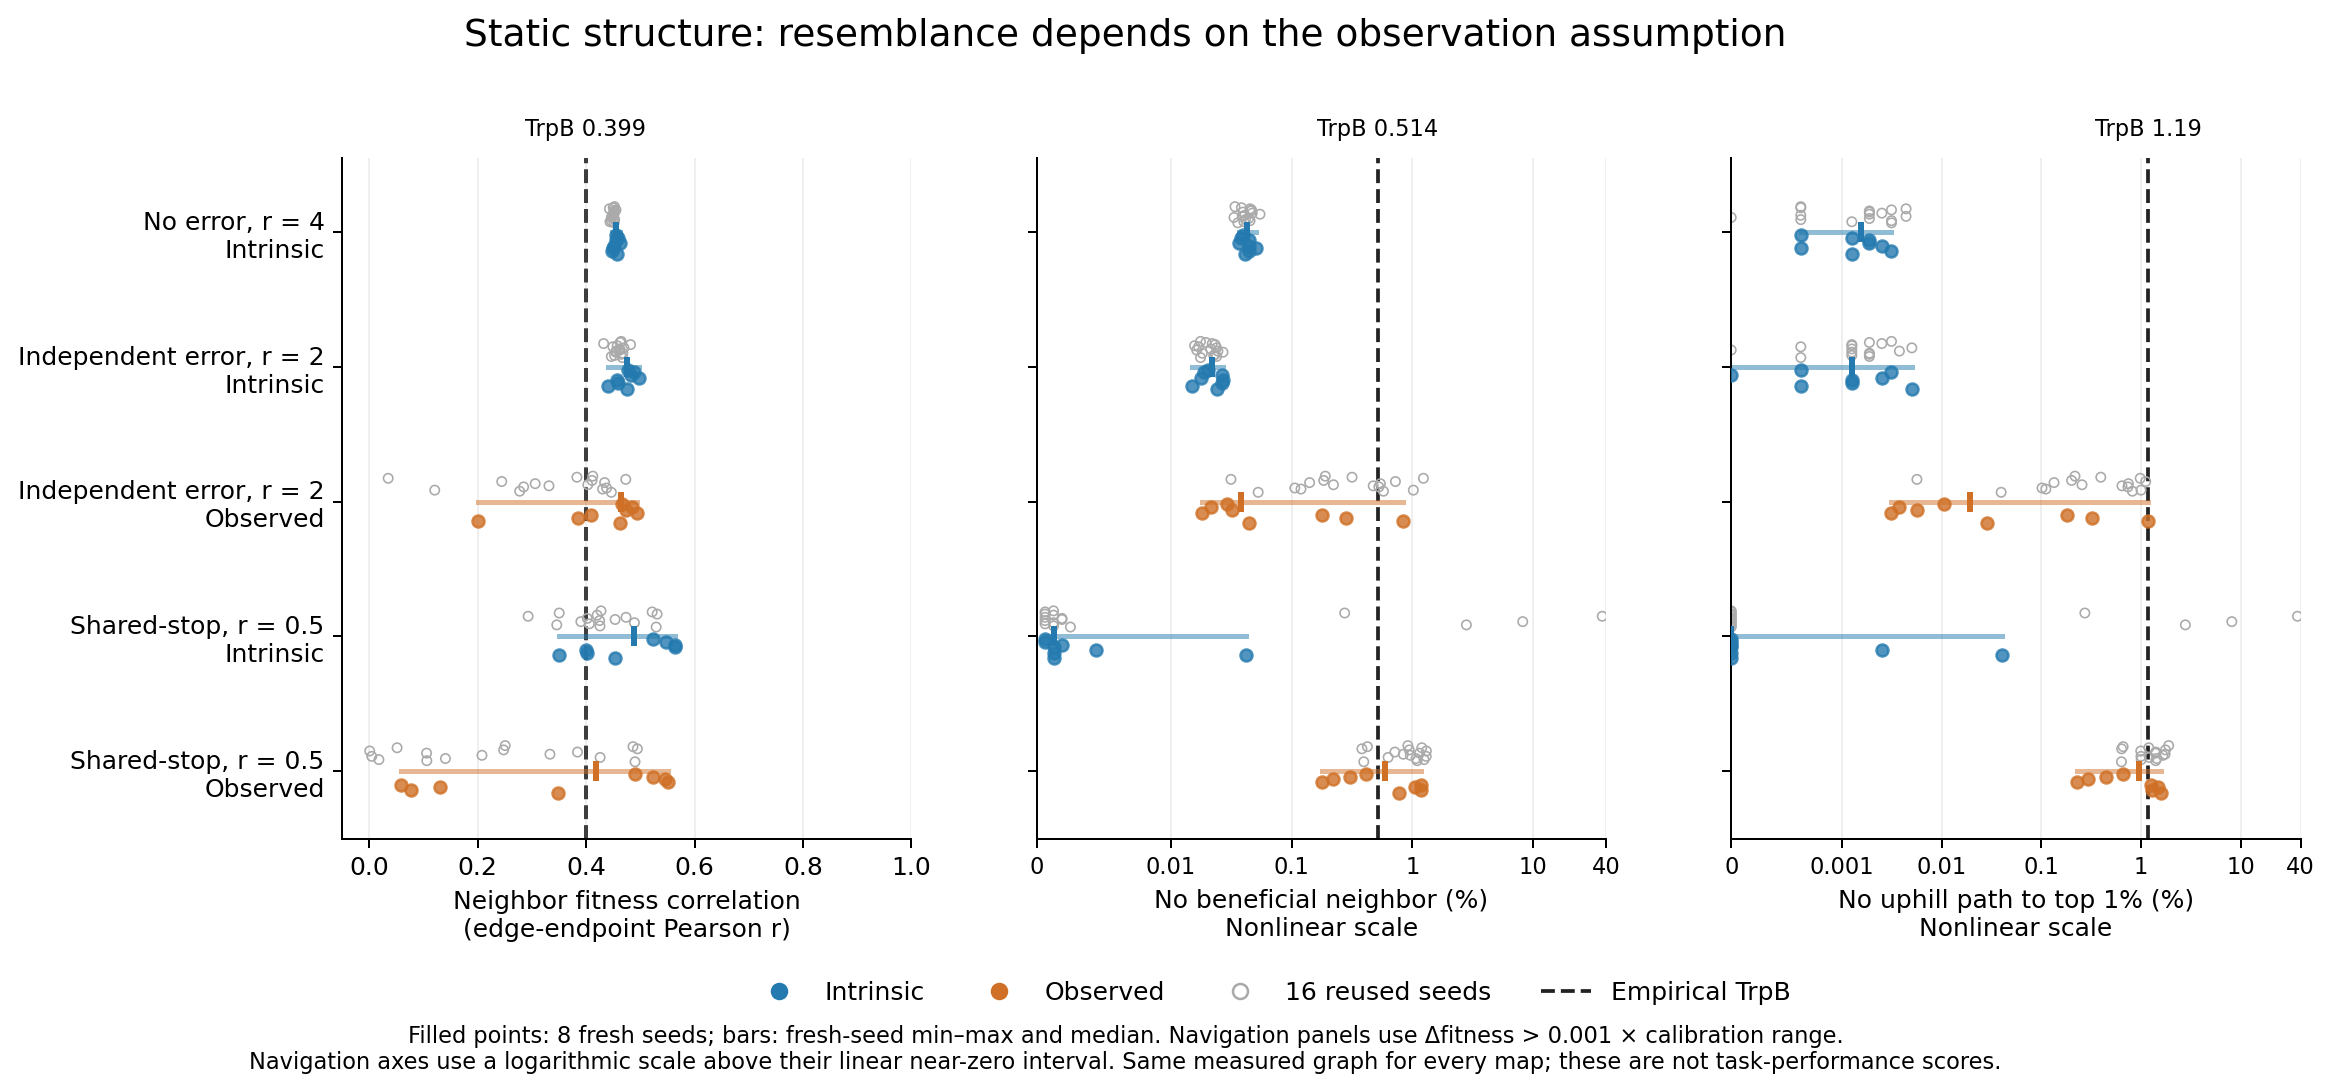 Static structure: resemblance depends on the observation assumption
TrpB 0.399
TrpB 0.514
TrpB 1.19
No error, r = 4
Intrinsic
Independent error, r = 2
Intrinsic
Independent error, r = 2
Observed
Shared-stop, r = 0.5
Intrinsic
Shared-stop, r = 0.5
Observed
0.0 0.2 0.4 0.6 0.8 1.0
Neighbor fitness correlation
(edge-endpoint Pearson r)
0 0.01 0.1 1 10 40
No beneficial neighbor (%)
Nonlinear scale
0 0.001 0.01 0.1 1 10 40
No uphill path to top 1% (%)
Nonlinear scale
Intrinsic Observed 16 reused seeds Empirical TrpB
Filled points: 8 fresh seeds; bars: fresh-seed min–max and median. Navigation panels use Δfitness > 0.001 × calibration range.
Navigation axes use a logarithmic scale above their linear near-zero interval. Same measured graph for every map; these are not task-performance scores.